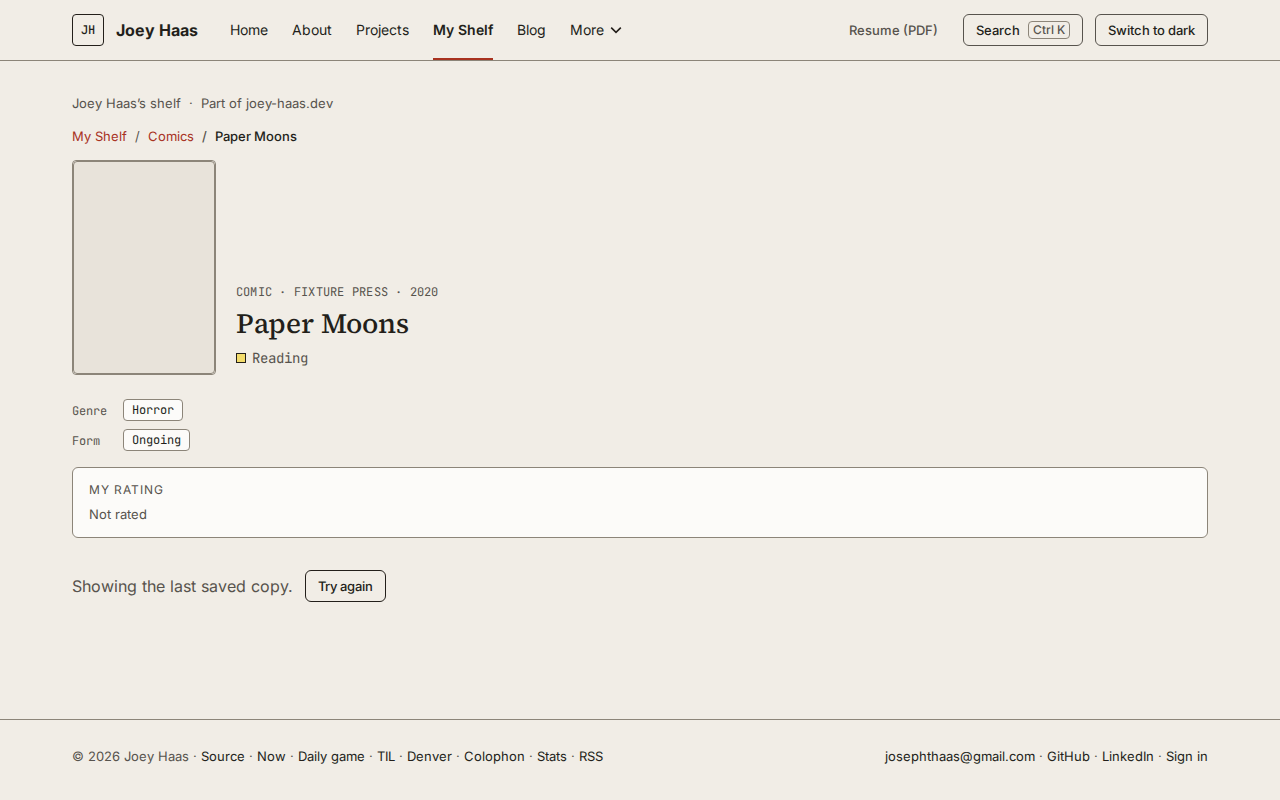 JH Joey Haas Home About Projects My Shelf Blog More Resume (PDF) Search Ctrl K Switch to dark
Joey Haas’s shelf · Part of joey-haas.dev
My Shelf / Comics / Paper Moons
COMIC · FIXTURE PRESS · 2020
Paper Moons
Reading
Genre Horror
Form Ongoing
MY RATING
Not rated
Showing the last saved copy. Try again
© 2026 Joey Haas · Source · Now · Daily game · TIL · Denver · Colophon · Stats · RSS josephthaas@gmail.com · GitHub · LinkedIn · Sign in